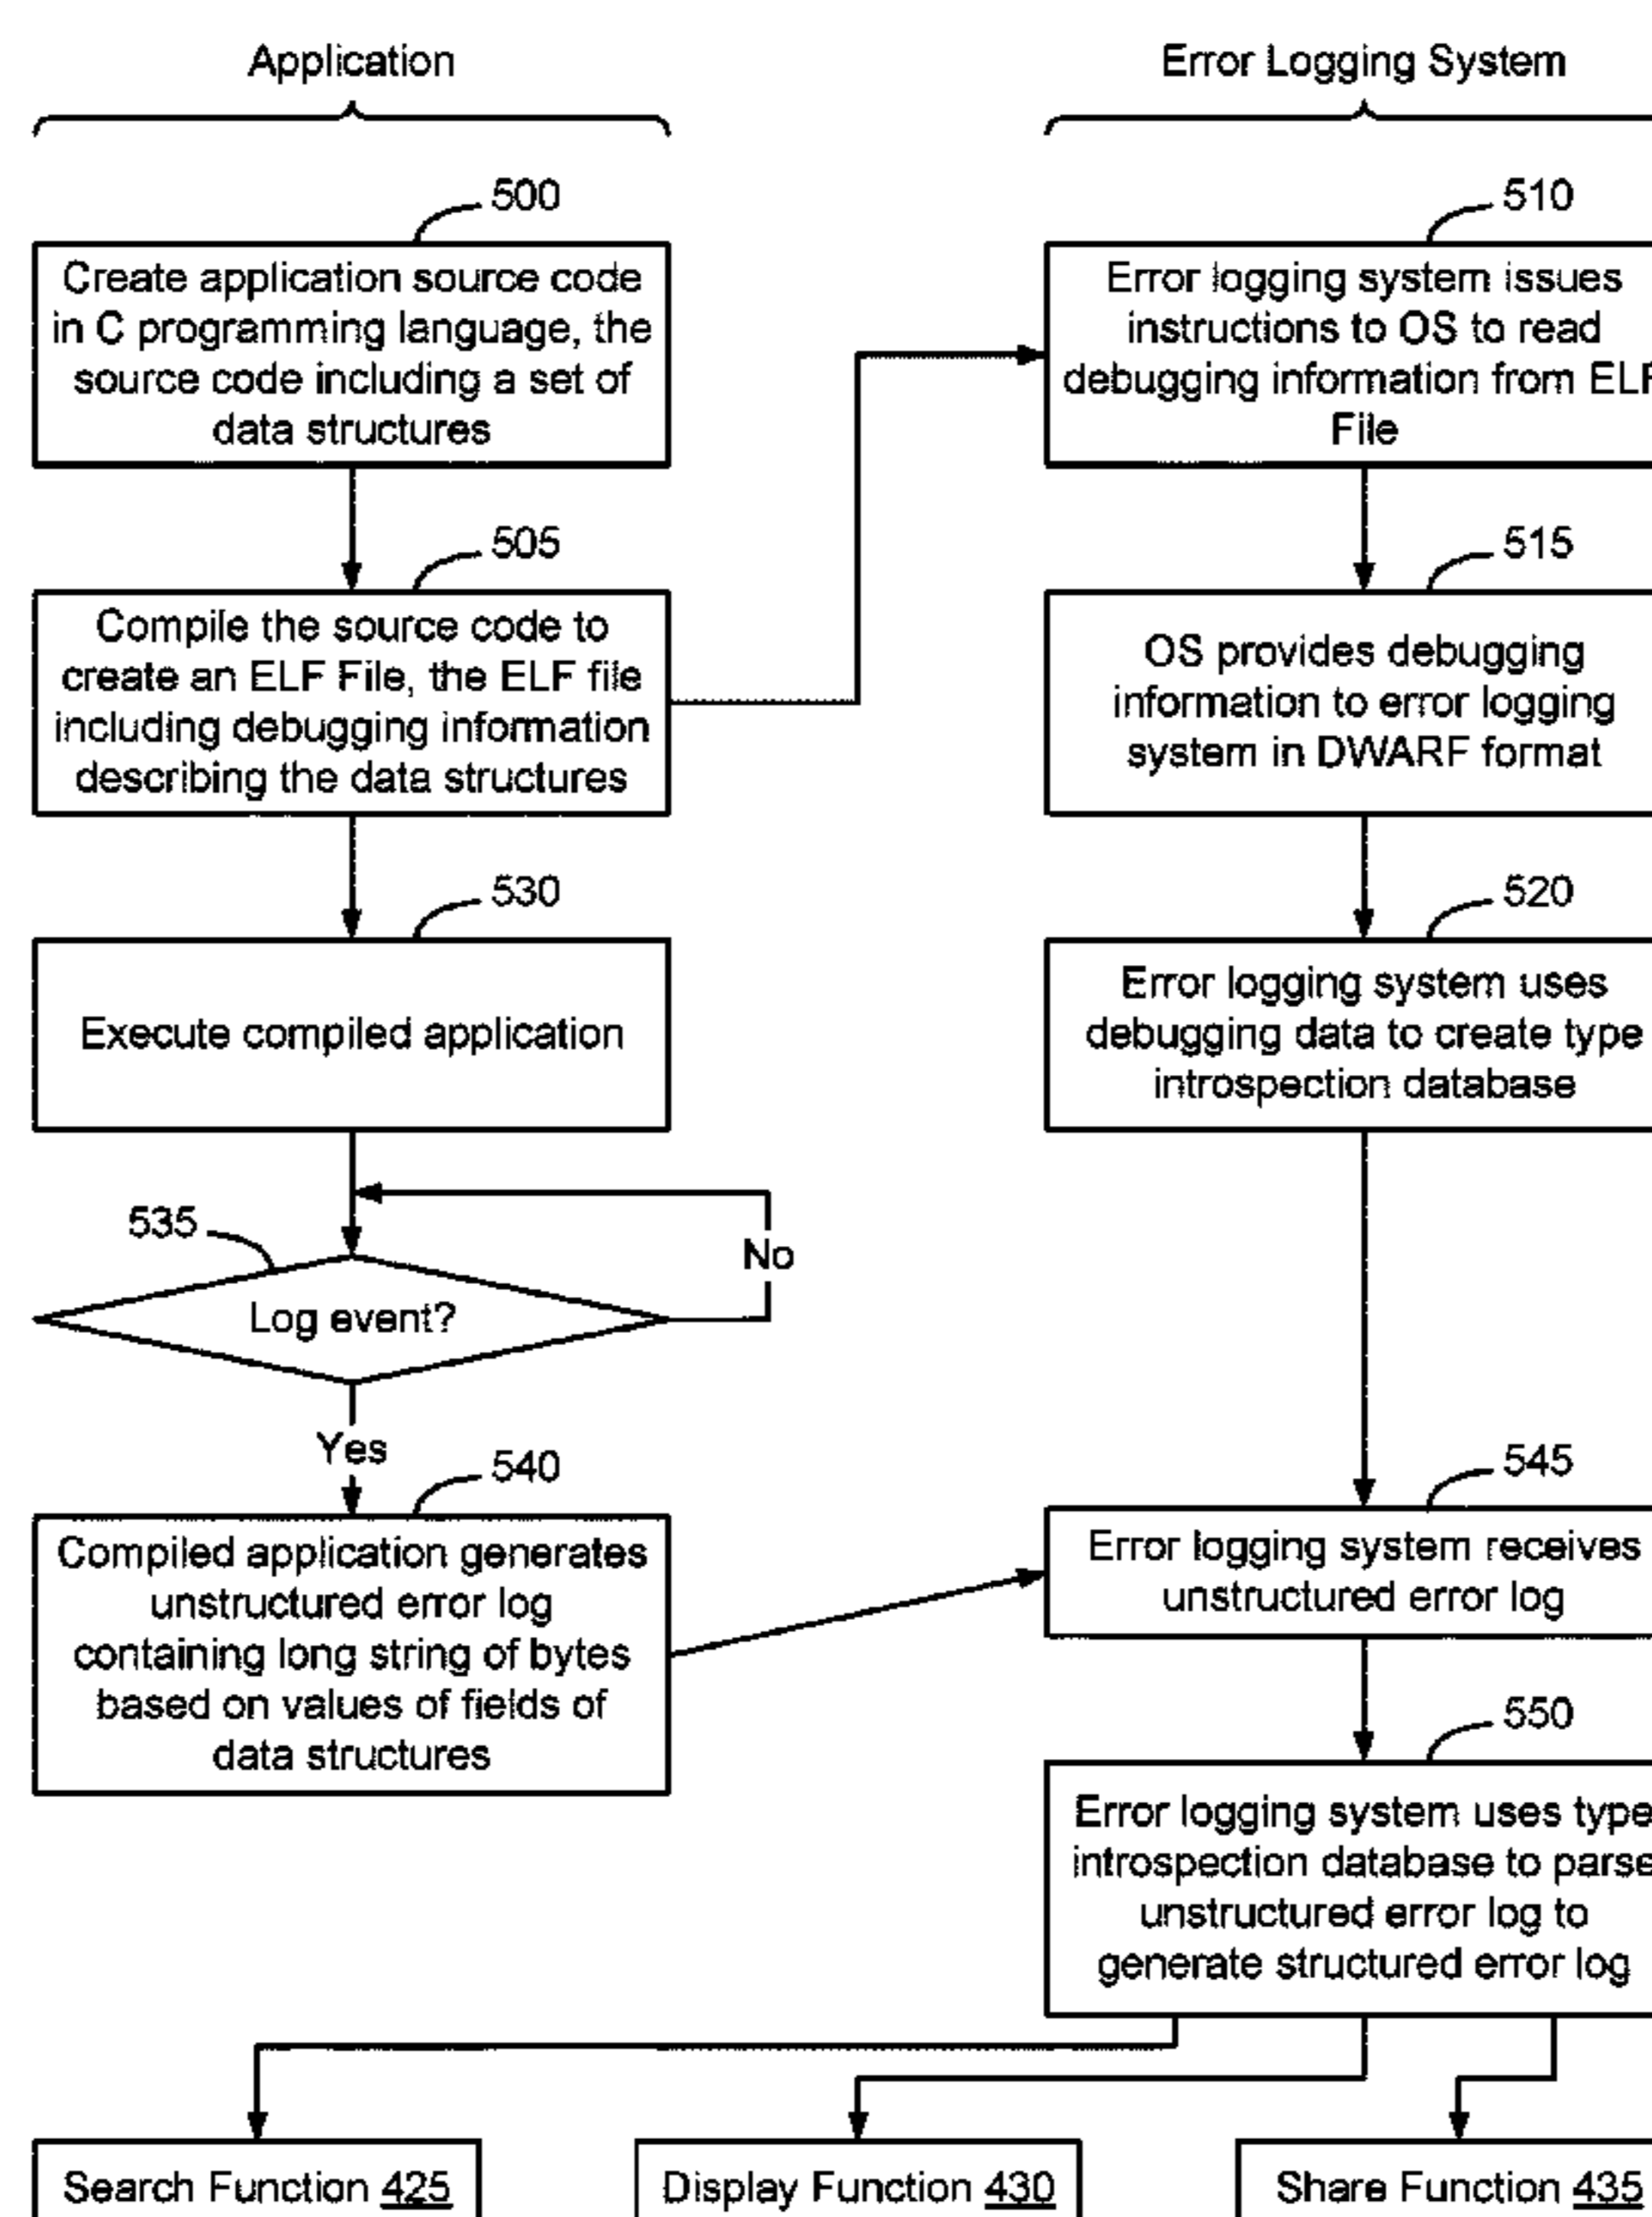 Application
Error Logging System
500
Create application source code
in C programming language, the
source code including a set of
data structures
510
Error logging system issues
instructions to OS to read
debugging information from ELF
File
505
Compile the source code to
create an ELF File, the ELF file
including debugging information
describing the data structures
515
OS provides debugging
information to error logging
system in DWARF format
530
Execute compiled application
520
Error logging system uses
debugging data to create type
introspection database
535
Log event?
No
Yes
540
Compiled application generates
unstructured error log
containing long string of bytes
based on values of fields of
data structures
545
Error logging system receives
unstructured error log
550
Error logging system uses type
introspection database to parse
unstructured error log to
generate structured error log
Search Function 425
Display Function 430
Share Function 435